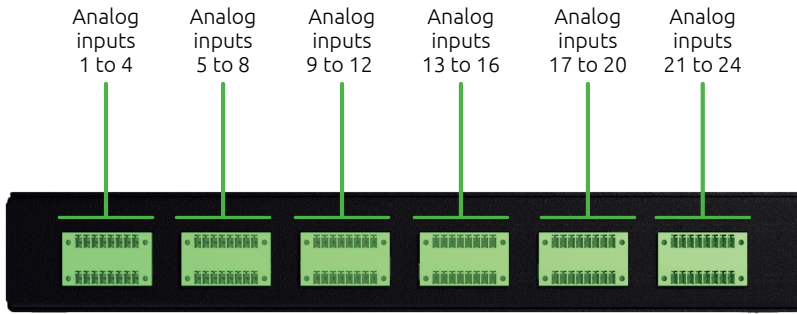 Analog
inputs
1 to 4
Analog
inputs
5 to 8
Analog
inputs
9 to 12
Analog
inputs
13 to 16
Analog
inputs
17 to 20
Analog
inputs
21 to 24